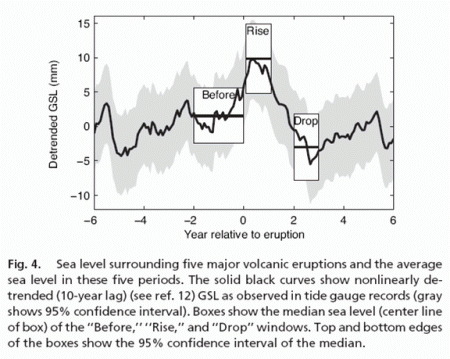 15
Rise
10
5
Before
0
Drop
−5
−10
Detrended GSL (mm)
−6 −4 −2 0 2 4 6
Year relative to eruption
Fig. 4. Sea level surrounding five major volcanic eruptions and the average
sea level in these five periods. The solid black curves show nonlinearly de-
trended (10-year lag) (see ref. 12) GSL as observed in tide gauge records (gray
shows 95% confidence interval). Boxes show the median sea level (center line
of box) of the “Before,” “Rise,” and “Drop” windows. Top and bottom edges
of the boxes show the 95% confidence interval of the median.